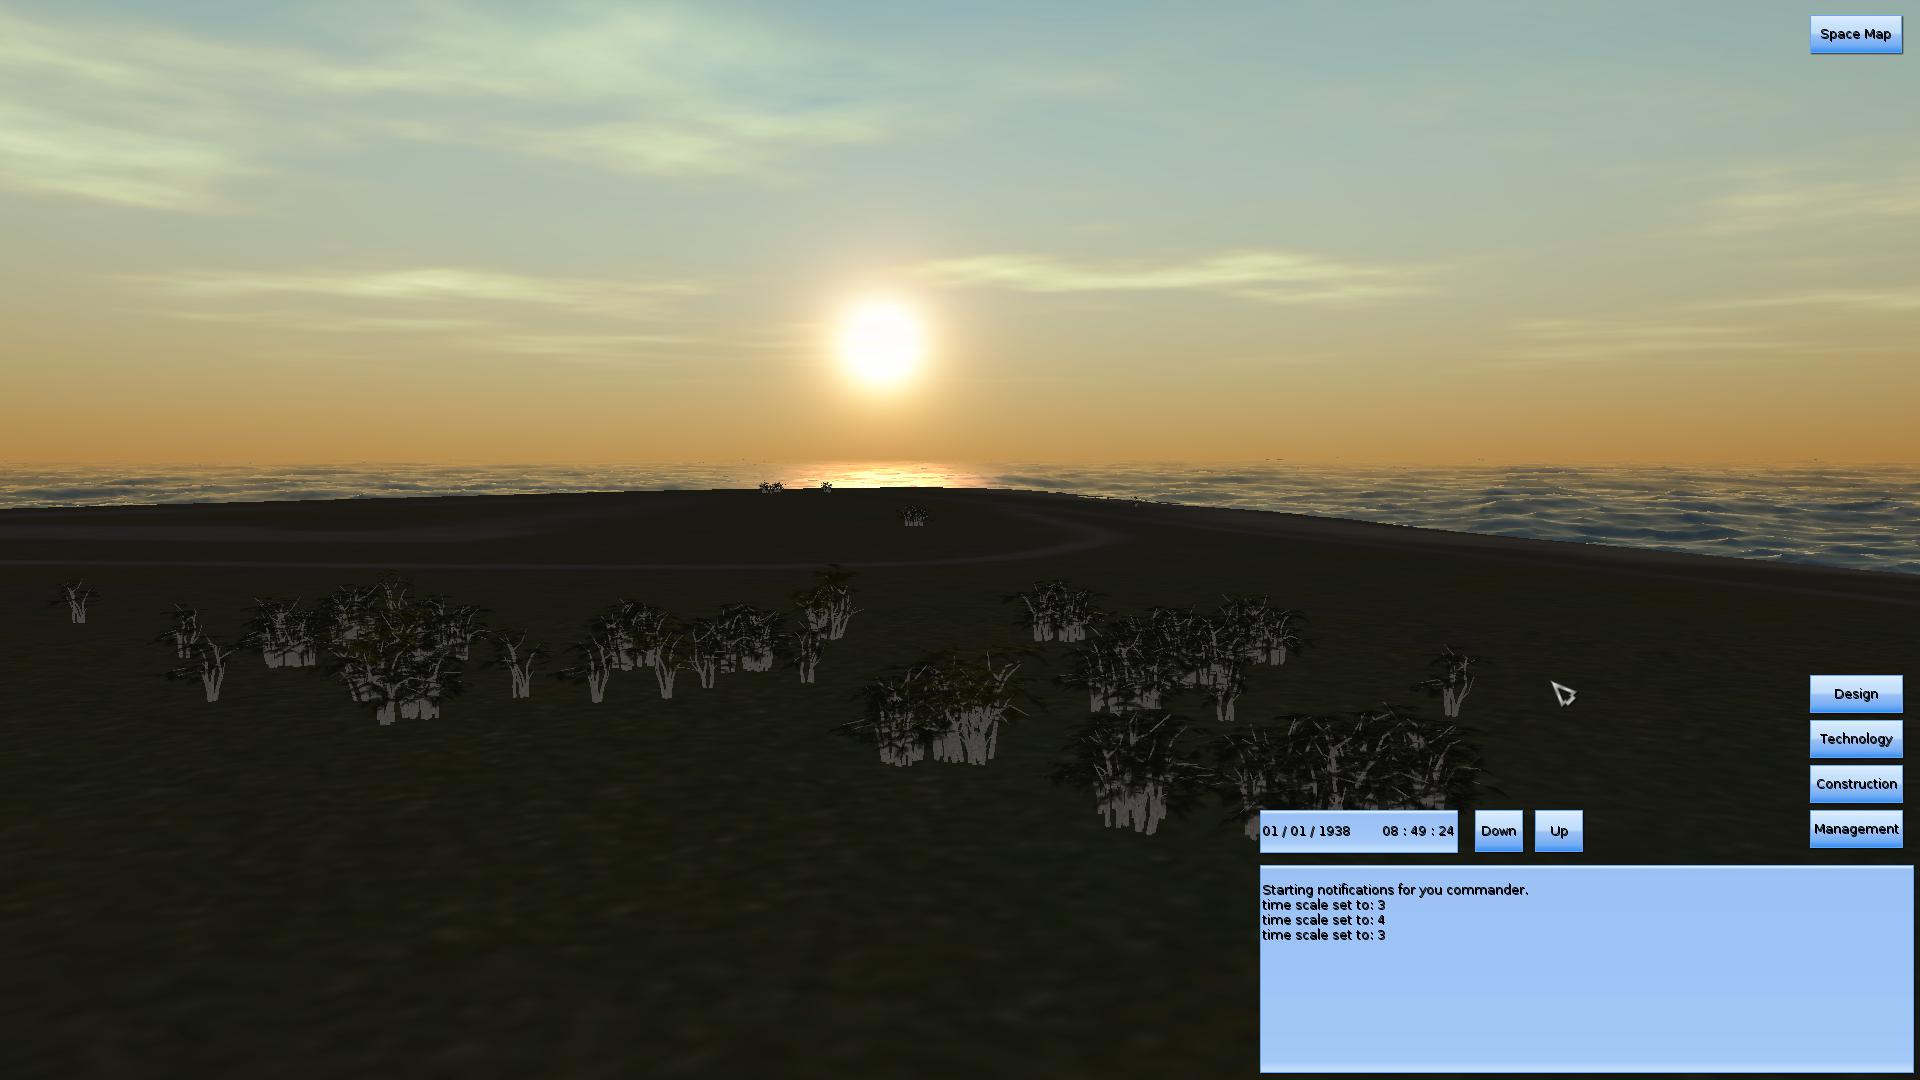 Space Map
Design
Technology
Construction
Management
01 / 01 / 1938 08 : 49 : 24
Down
Up
Starting notifications for you commander.
time scale set to: 3
time scale set to: 4
time scale set to: 3